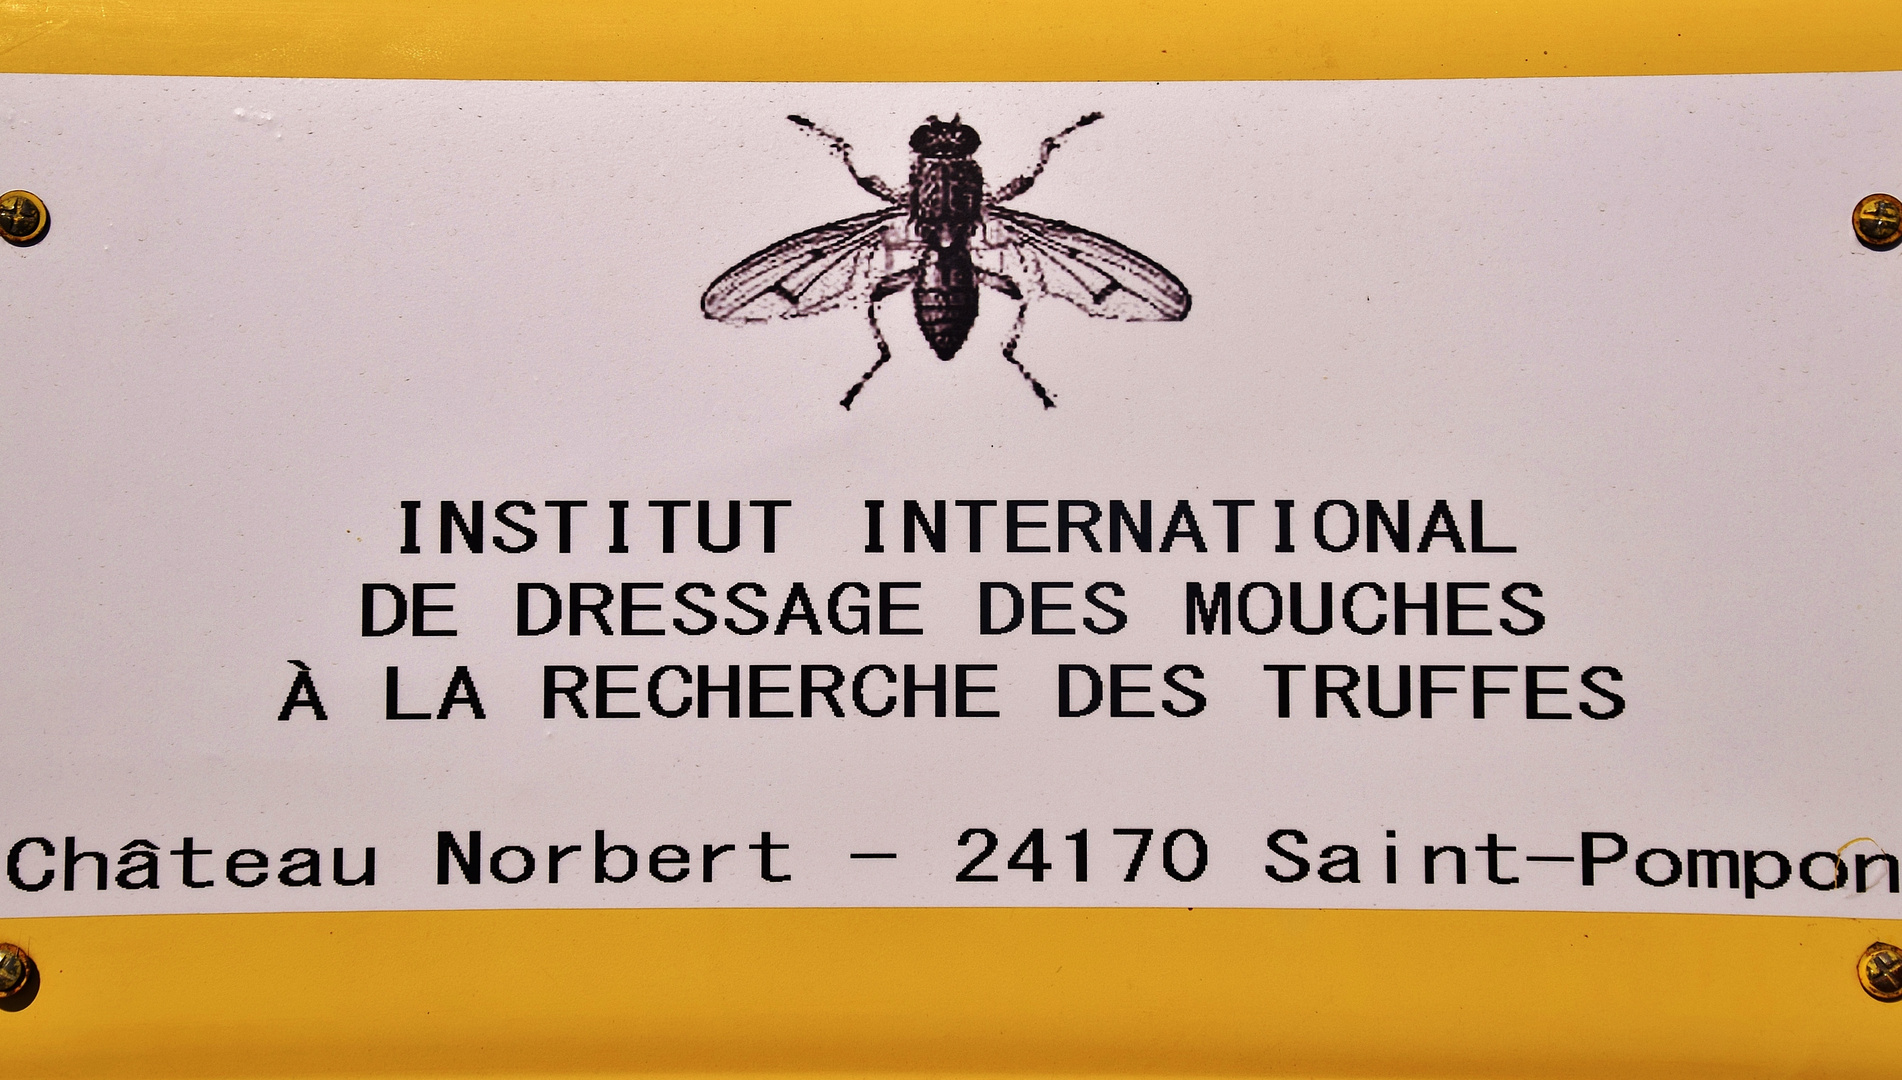 INSTITUT INTERNATIONAL
DE DRESSAGE DES MOUCHES
À LA RECHERCHE DES TRUFFES
Château Norbert - 24170 Saint-Pompon